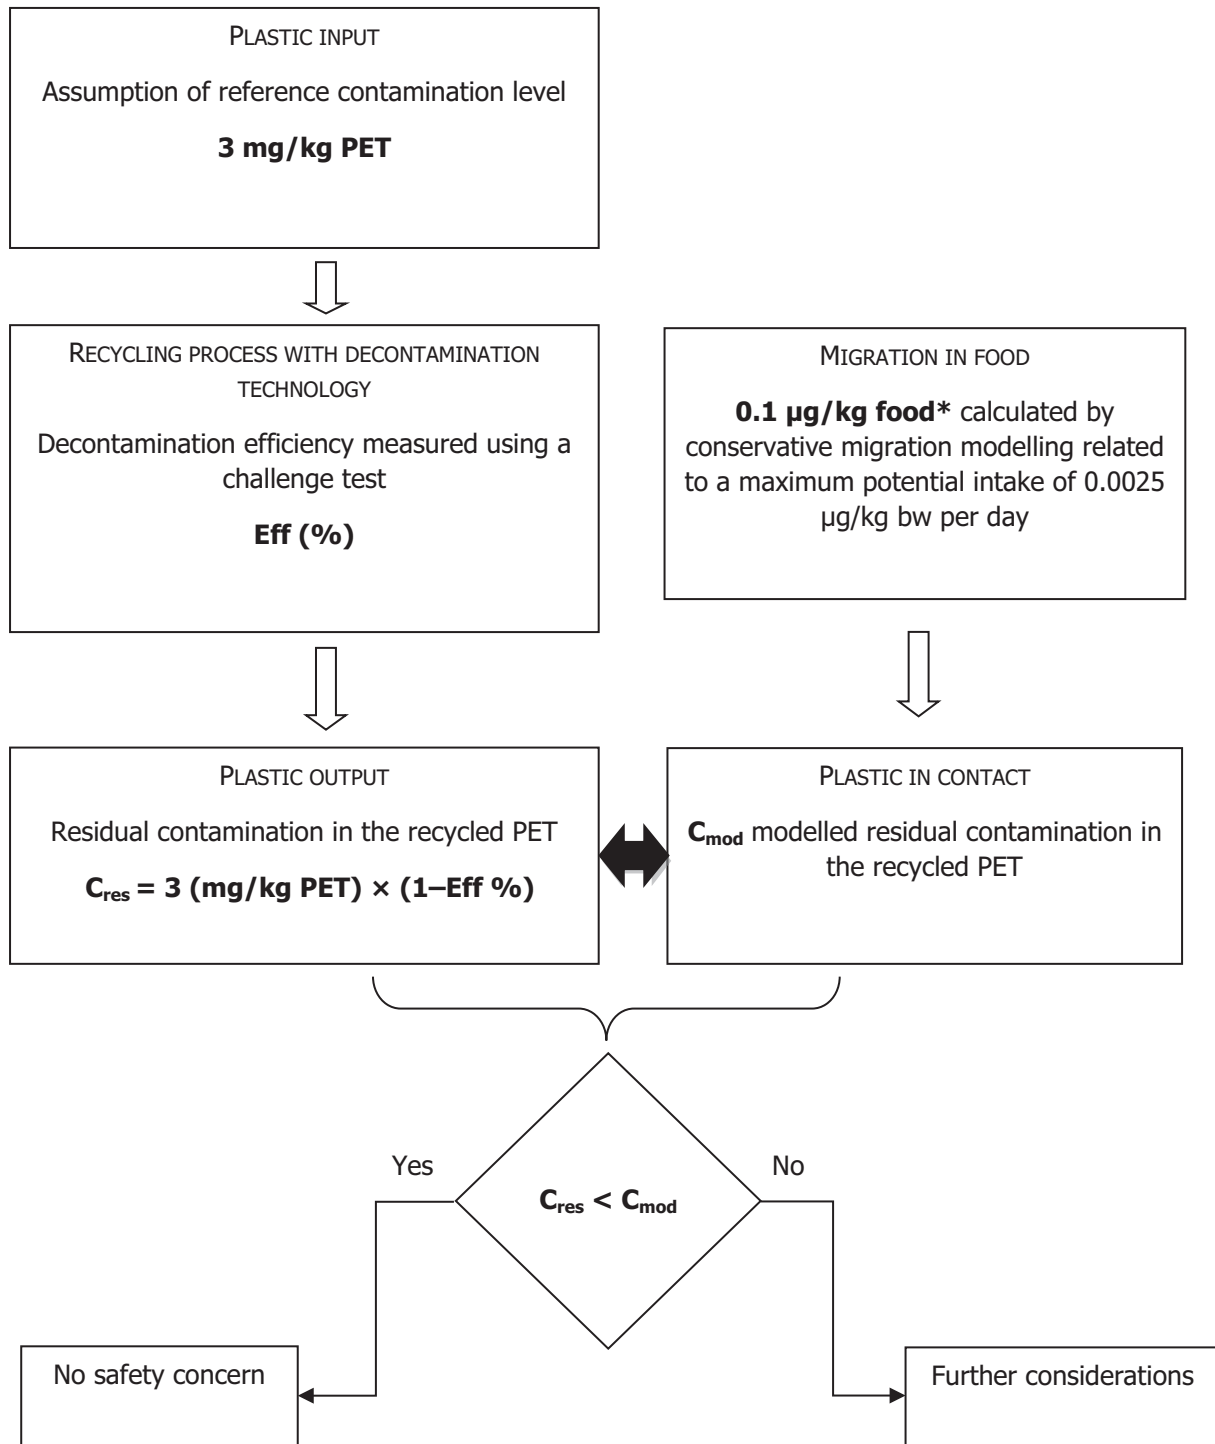 PLASTIC INPUT
Assumption of reference contamination level
3 mg/kg PET
RECYCLING PROCESS WITH DECONTAMINATION
TECHNOLOGY
Decontamination efficiency measured using a
challenge test
Eff (%)
MIGRATION IN FOOD
0.1 µg/kg food* calculated by
conservative migration modelling related
to a maximum potential intake of 0.0025
µg/kg bw per day
PLASTIC OUTPUT
Residual contamination in the recycled PET
Cres = 3 (mg/kg PET) × (1–Eff %)
PLASTIC IN CONTACT
Cmod modelled residual contamination in
the recycled PET
Yes
No
Cres < Cmod
No safety concern
Further considerations